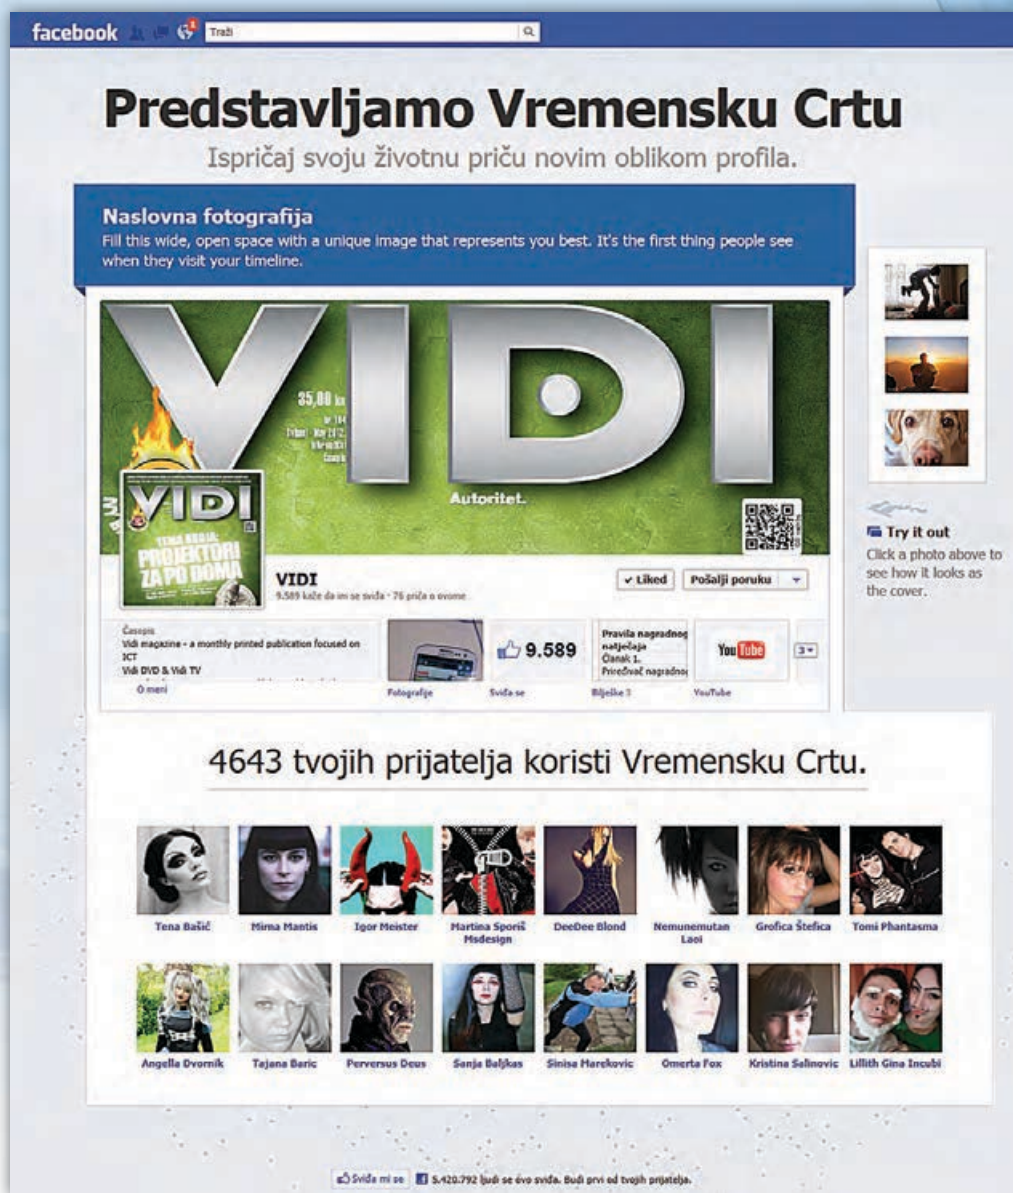 facebook
1
Traži
Predstavljamo Vremensku Crtu
Ispričaj svoju životnu priču novim oblikom profila.
Naslovna fotografija
Fill this wide, open space with a unique image that represents you best. It's the first thing people see
when they visit your timeline.
VIDI
35,00 kn
Autoritet.
VIDI
TEMA BROJA:
PROJEKTORI
ZA PO DOMA
VIDI
9.589 kaže da im se sviđa · 76 priča o ovome
Liked
Pošalji poruku
Časopis
Vidi magazine - a monthly printed publication focused on
ICT
Vidi DVD & Vidi TV
O meni
Fotografije
9.589
Sviđa se
Pravila nagradnog
natječaja
Članak 1.
Priređivač nagradnog
Bilješke 3
YouTube
YouTube
3
Try it out
Click a photo above to
see how it looks as
the cover.
4643 tvojih prijatelja koristi Vremensku Crtu.
Tena Bašić
Mirna Mantis
Igor Meister
Martina Sporiš
Msdesign
DeeDee Blond
Nemunemutan
Laoi
Grofica Štefica
Tomi Phantasma
Angella Dvornik
Tajana Baric
Perversus Deus
Sanja Baljkas
Sinisa Marekovic
Omerta Fox
Kristina Salinovic
Lillith Gina Incubi
Sviđa mi se
5.420.792 ljudi se ovo sviđa. Budi prvi od tvojih prijatelja.